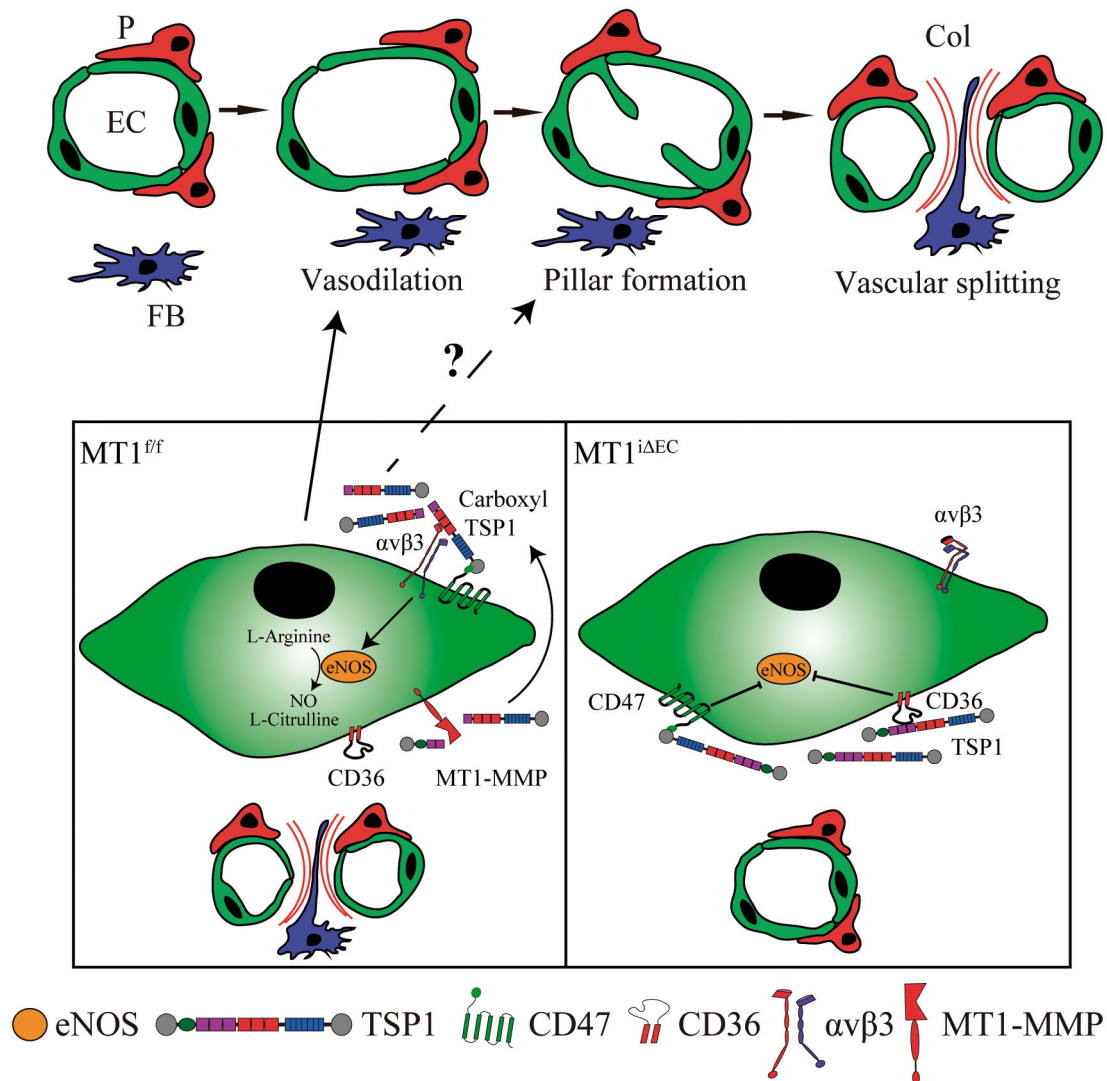 P
EC
FB
Col
Vasodilation
Pillar formation
Vascular splitting
?
MT1f/f
Carboxyl
TSP1
αvβ3
L-Arginine
eNOS
NO
L-Citrulline
CD36
MT1-MMP
MT1iΔEC
αvβ3
eNOS
CD47
CD36
TSP1
eNOS TSP1 CD47 CD36 αvβ3 MT1-MMP